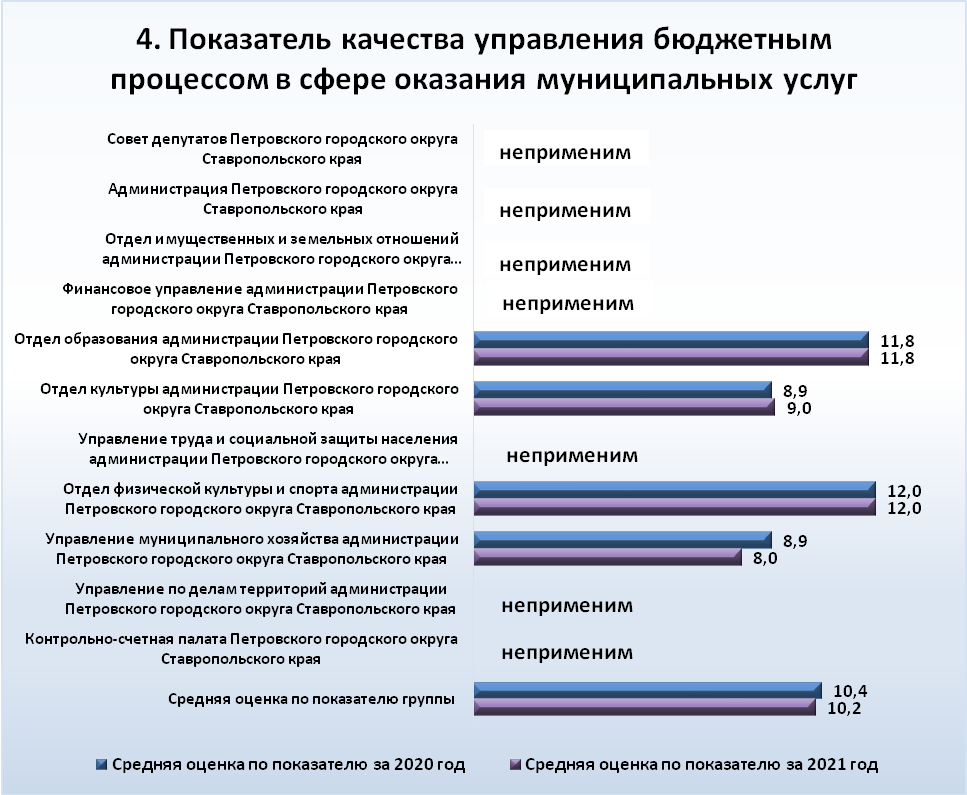 4. Показатель качества управления бюджетным
процессом в сфере оказания муниципальных услуг
Совет депутатов Петровского городского округа
Ставропольского края
неприменим
Администрация Петровского городского округа
Ставропольского края
неприменим
Отдел имущественных и земельных отношений
администрации Петровского городского округа...
неприменим
Финансовое управление администрации Петровского
городского округа Ставропольского края
неприменим
Отдел образования администрации Петровского городского
округа Ставропольского края
11,8
11,8
Отдел культуры администрации Петровского городского
округа Ставропольского края
8,9
9,0
Управление труда и социальной защиты населения
администрации Петровского городского округа...
неприменим
Отдел физической культуры и спорта администрации
Петровского городского округа Ставропольского края
12,0
12,0
Управление муниципального хозяйства администрации
Петровского городского округа Ставропольского края
8,9
8,0
Управление по делам территорий администрации
Петровского городского округа Ставропольского края
неприменим
Контрольно-счетная палата Петровского городского округа
Ставропольского края
неприменим
Средняя оценка по показателю группы
10,4
10,2
Средняя оценка по показателю за 2020 год
Средняя оценка по показателю за 2021 год